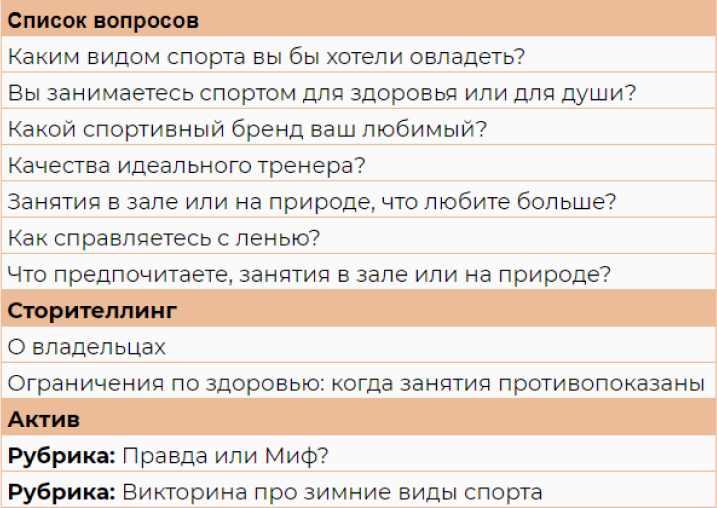 Список вопросов
Каким видом спорта вы бы хотели овладеть?
Вы занимаетесь спортом для здоровья или для души?
Какой спортивный бренд ваш любимый?
Качества идеального тренера?
Занятия в зале или на природе, что любите больше?
Как справляетесь с ленью?
Что предпочитаете, занятия в зале или на природе?
Сторителлинг
О владельцах
Ограничения по здоровью: когда занятия противопоказаны
Актив
Рубрика: Правда или Миф?
Рубрика: Викторина про зимние виды спорта